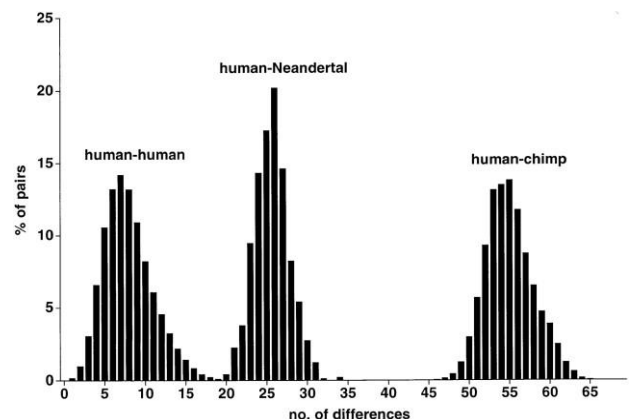 25
human-Neandertal
20
human-human
human-chimp
15
% of pairs
10
5
0
0 5 10 15 20 25 30 35 40 45 50 55 60 65
no. of differences